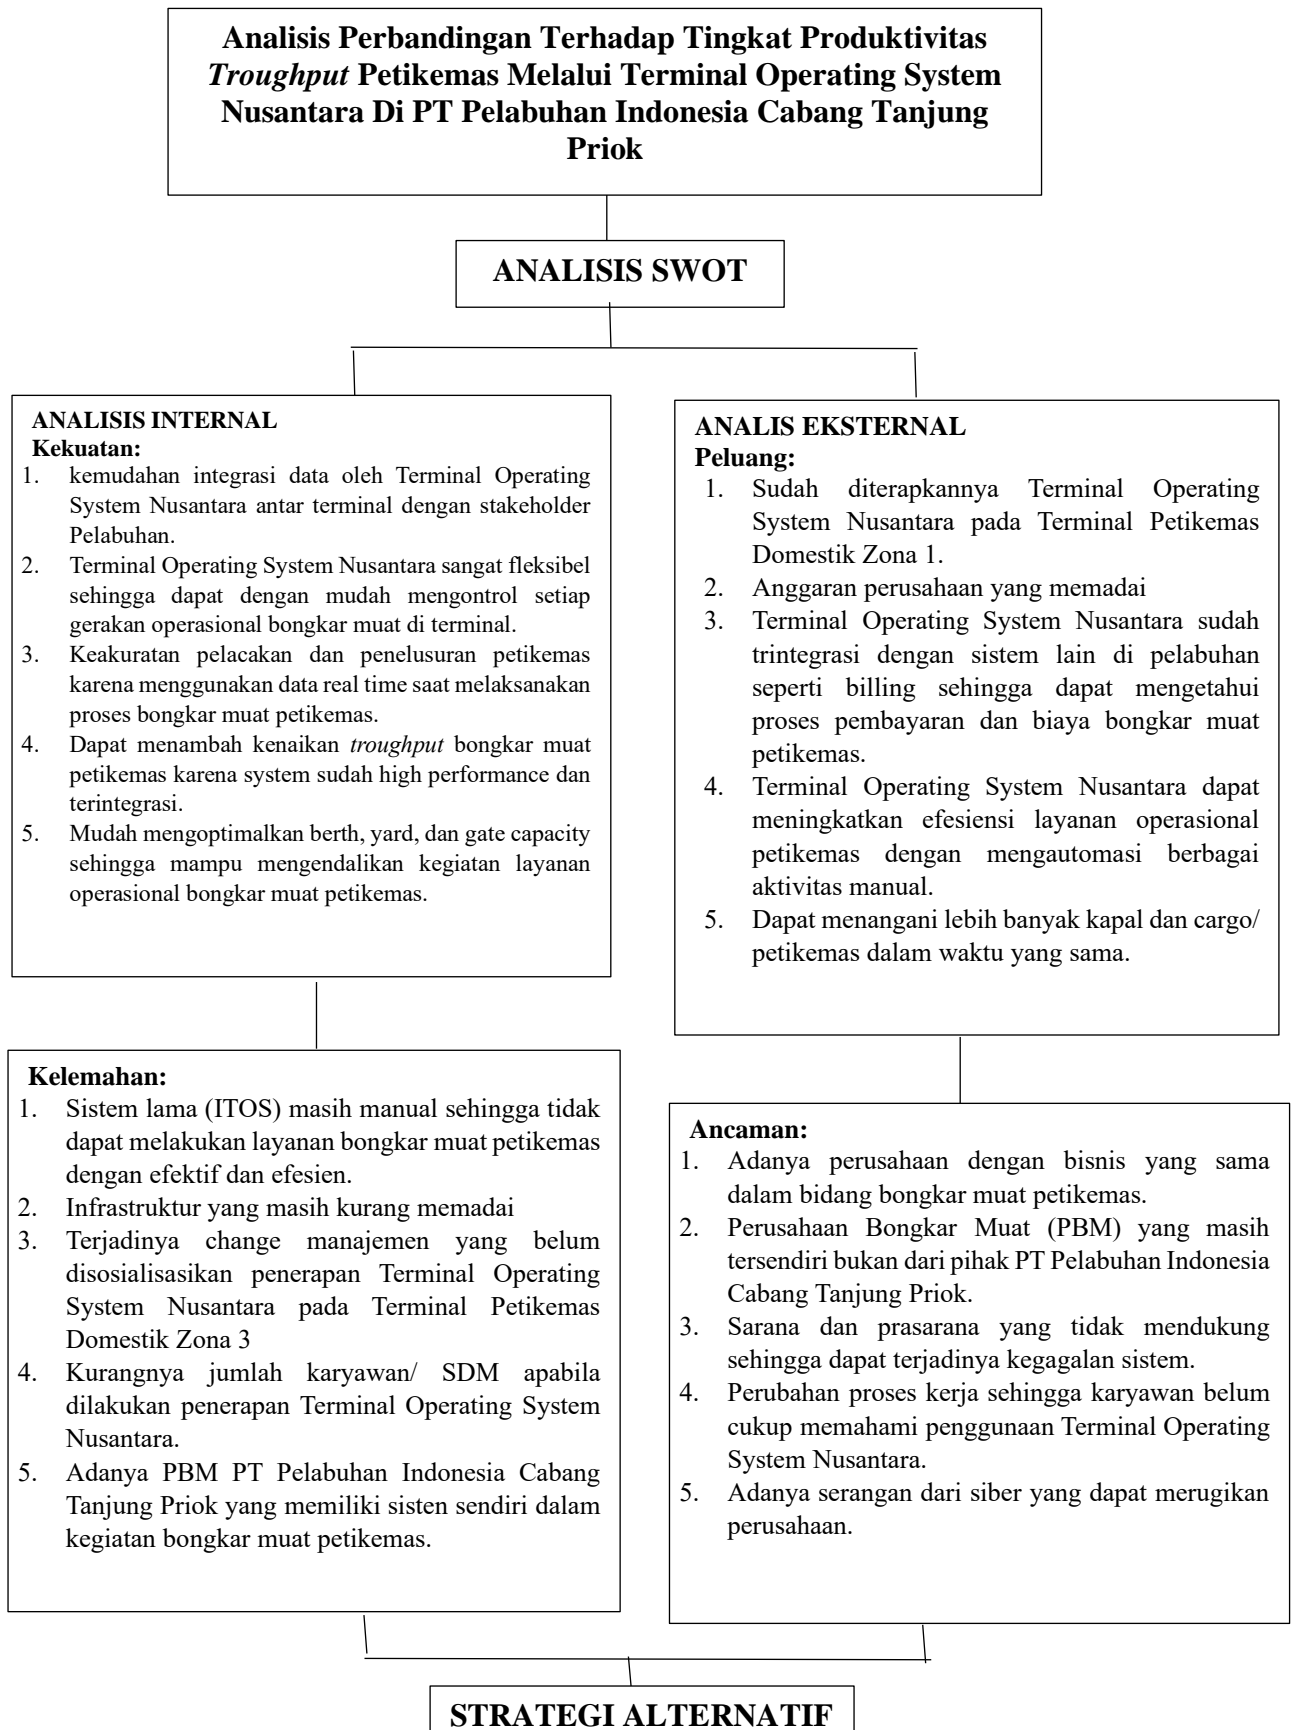 Analisis Perbandingan Terhadap Tingkat Produktivitas
Troughput Petikemas Melalui Terminal Operating System
Nusantara Di PT Pelabuhan Indonesia Cabang Tanjung
Priok
ANALISIS SWOT
ANALISIS INTERNAL
Kekuatan:
1. kemudahan integrasi data oleh Terminal Operating
System Nusantara antar terminal dengan stakeholder
Pelabuhan.
2. Terminal Operating System Nusantara sangat fleksibel
sehingga dapat dengan mudah mengontrol setiap
gerakan operasional bongkar muat di terminal.
3. Keakuratan pelacakan dan penelusuran petikemas
karena menggunakan data real time saat melaksanakan
proses bongkar muat petikemas.
4. Dapat menambah kenaikan troughput bongkar muat
petikemas karena system sudah high performance dan
terintegrasi.
5. Mudah mengoptimalkan berth, yard, dan gate capacity
sehingga mampu mengendalikan kegiatan layanan
operasional bongkar muat petikemas.
ANALIS EKSTERNAL
Peluang:
1. Sudah diterapkannya Terminal Operating
System Nusantara pada Terminal Petikemas
Domestik Zona 1.
2. Anggaran perusahaan yang memadai
3. Terminal Operating System Nusantara sudah
trintegrasi dengan sistem lain di pelabuhan
seperti billing sehingga dapat mengetahui
proses pembayaran dan biaya bongkar muat
petikemas.
4. Terminal Operating System Nusantara dapat
meningkatkan efesiensi layanan operasional
petikemas dengan mengautomasi berbagai
aktivitas manual.
5. Dapat menangani lebih banyak kapal dan cargo/
petikemas dalam waktu yang sama.
Kelemahan:
1. Sistem lama (ITOS) masih manual sehingga tidak
dapat melakukan layanan bongkar muat petikemas
dengan efektif dan efesien.
2. Infrastruktur yang masih kurang memadai
3. Terjadinya change manajemen yang belum
disosialisasikan penerapan Terminal Operating
System Nusantara pada Terminal Petikemas
Domestik Zona 3
4. Kurangnya jumlah karyawan/ SDM apabila
dilakukan penerapan Terminal Operating System
Nusantara.
5. Adanya PBM PT Pelabuhan Indonesia Cabang
Tanjung Priok yang memiliki sisten sendiri dalam
kegiatan bongkar muat petikemas.
Ancaman:
1. Adanya perusahaan dengan bisnis yang sama
dalam bidang bongkar muat petikemas.
2. Perusahaan Bongkar Muat (PBM) yang masih
tersendiri bukan dari pihak PT Pelabuhan Indonesia
Cabang Tanjung Priok.
3. Sarana dan prasarana yang tidak mendukung
sehingga dapat terjadinya kegagalan sistem.
4. Perubahan proses kerja sehingga karyawan belum
cukup memahami penggunaan Terminal Operating
System Nusantara.
5. Adanya serangan dari siber yang dapat merugikan
perusahaan.
STRATEGI ALTERNATIF